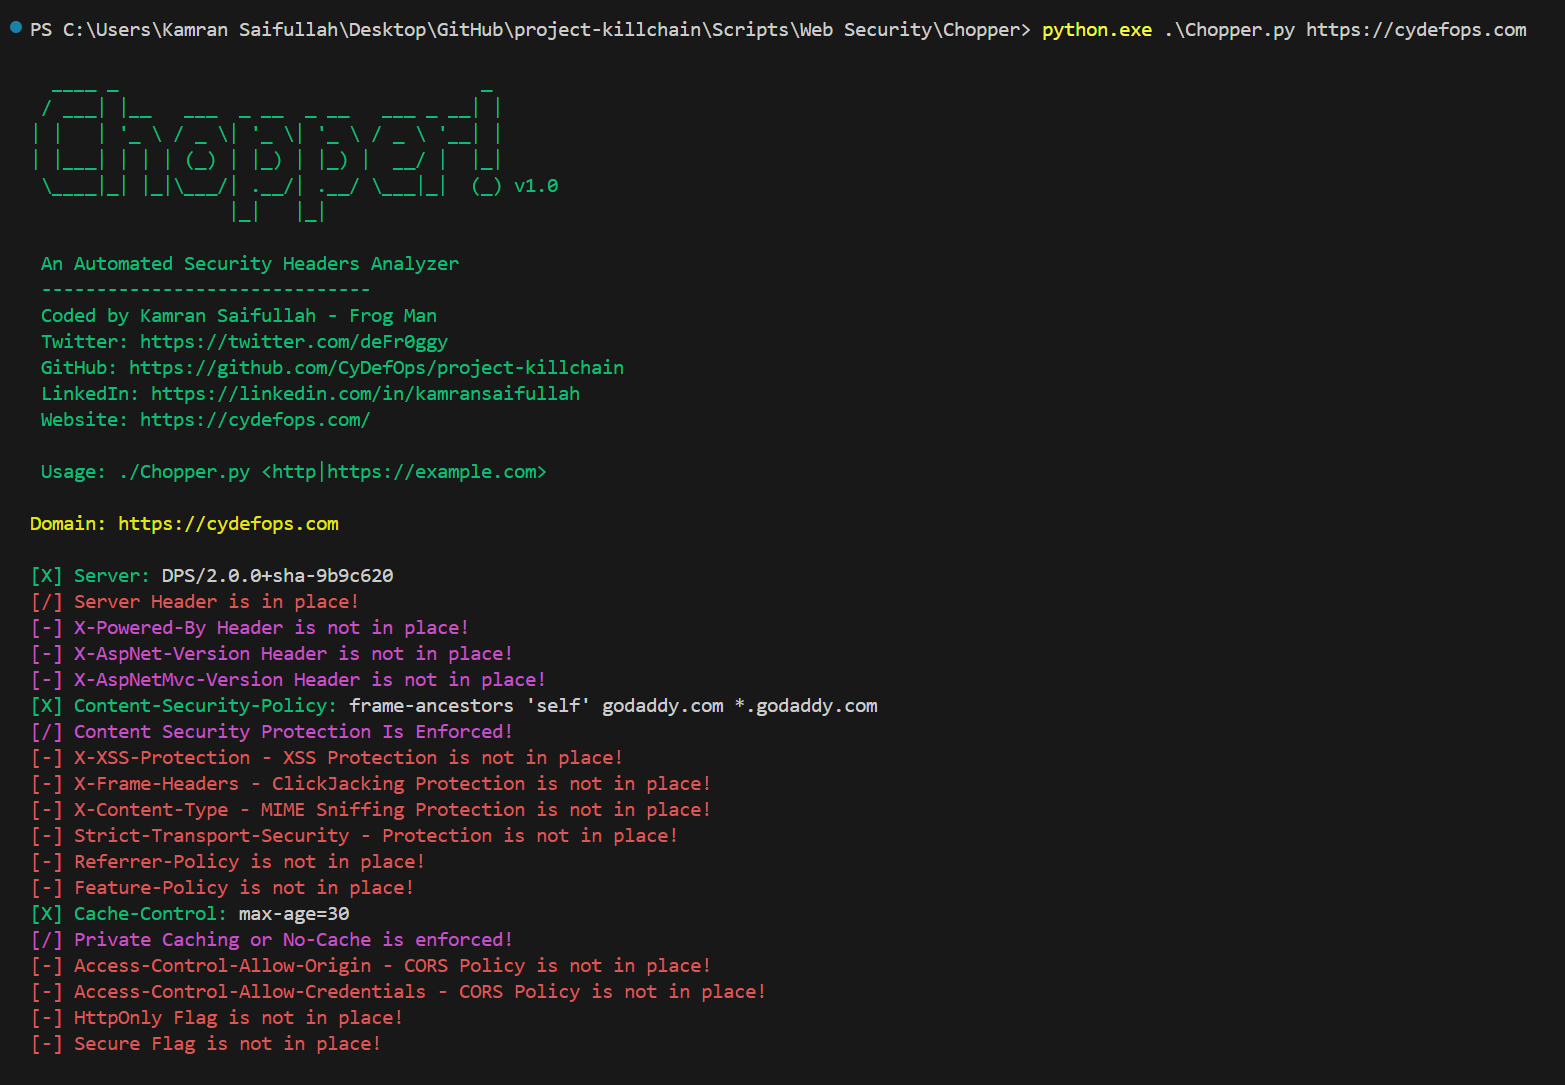 PS C:\Users\Kamran Saifullah\Desktop\GitHub\project-killchain\Scripts\Web Security\Chopper> python.exe .\Chopper.py https://cydefops.com
Chopper! v1.0
An Automated Security Headers Analyzer
------------------------------
Coded by Kamran Saifullah - Frog Man
Twitter: https://twitter.com/deFr0ggy
GitHub: https://github.com/CyDefOps/project-killchain
LinkedIn: https://linkedin.com/in/kamransaifullah
Website: https://cydefops.com/
Usage: ./Chopper.py <http|https://example.com>
Domain: https://cydefops.com
[X] Server: DPS/2.0.0+sha-9b9c620
[/] Server Header is in place!
[-] X-Powered-By Header is not in place!
[-] X-AspNet-Version Header is not in place!
[-] X-AspNetMvc-Version Header is not in place!
[X] Content-Security-Policy: frame-ancestors 'self' godaddy.com *.godaddy.com
[/] Content Security Protection Is Enforced!
[-] X-XSS-Protection - XSS Protection is not in place!
[-] X-Frame-Headers - ClickJacking Protection is not in place!
[-] X-Content-Type - MIME Sniffing Protection is not in place!
[-] Strict-Transport-Security - Protection is not in place!
[-] Referrer-Policy is not in place!
[-] Feature-Policy is not in place!
[X] Cache-Control: max-age=30
[/] Private Caching or No-Cache is enforced!
[-] Access-Control-Allow-Origin - CORS Policy is not in place!
[-] Access-Control-Allow-Credentials - CORS Policy is not in place!
[-] HttpOnly Flag is not in place!
[-] Secure Flag is not in place!